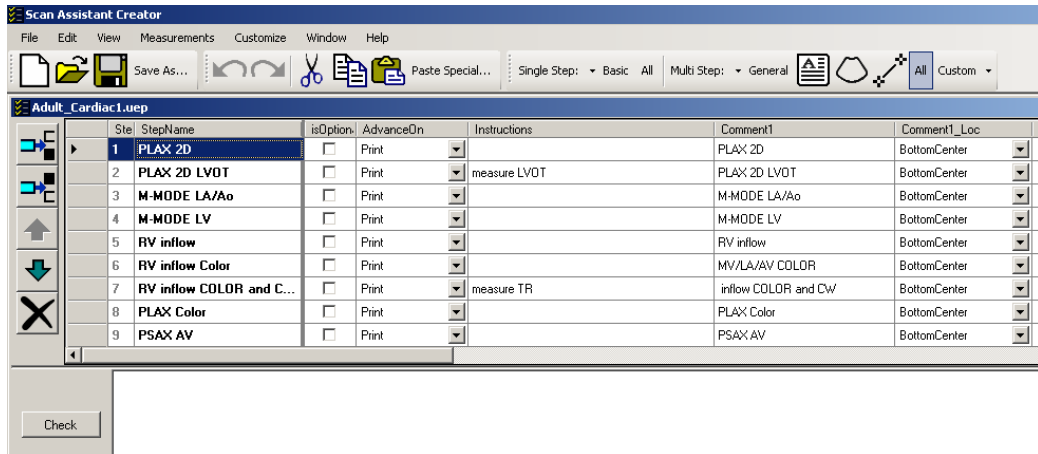 Scan Assistant Creator
File Edit View Measurements Customize Window Help
Save As... Paste Special... Single Step: Basic All Multi Step: General All Custom
Adult_Cardiac1.uep
Ste StepName isOption AdvanceOn Instructions Comment1 Comment1_Loc
1 PLAX 2D Print PLAX 2D BottomCenter
2 PLAX 2D LVOT Print measure LVOT PLAX 2D LVOT BottomCenter
3 M-MODE LA/Ao Print M-MODE LA/Ao BottomCenter
4 M-MODE LV Print M-MODE LV BottomCenter
5 RV inflow Print RV inflow BottomCenter
6 RV inflow Color Print MV/LA/AV COLOR BottomCenter
7 RV inflow COLOR and C... Print measure TR inflow COLOR and CW BottomCenter
8 PLAX Color Print PLAX Color BottomCenter
9 PSAX AV Print PSAX AV BottomCenter
Check